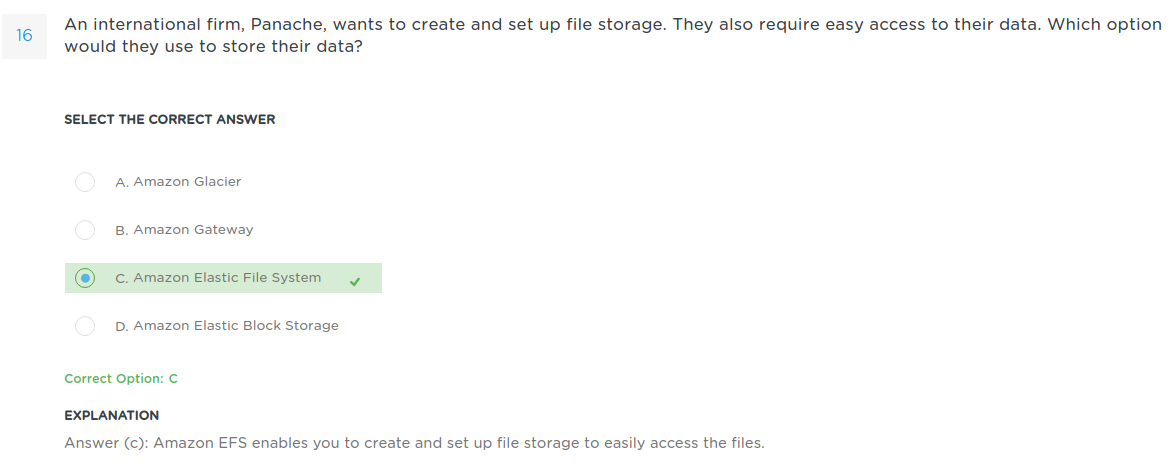 16
An international firm, Panache, wants to create and set up file storage. They also require easy access to their data. Which option
would they use to store their data?
SELECT THE CORRECT ANSWER
A. Amazon Glacier
B. Amazon Gateway
C. Amazon Elastic File System
D. Amazon Elastic Block Storage
Correct Option: C
EXPLANATION
Answer (c): Amazon EFS enables you to create and set up file storage to easily access the files.